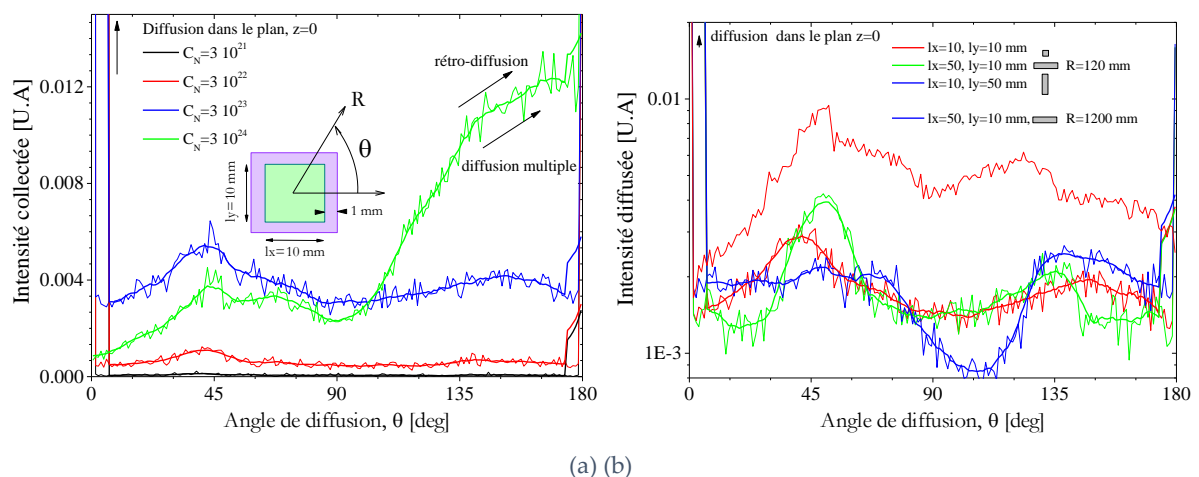 Diffusion dans le plan, z=0
C_N=3 10^21
C_N=3 10^22
C_N=3 10^23
C_N=3 10^24
rétro-diffusion
diffusion multiple
R
θ
ly=10 mm
1 mm
lx=10 mm
Intensité collectée [U.A]
0.012
0.008
0.004
0.000
0 45 90 135 180
Angle de diffusion, θ [deg]
diffusion dans le plan z=0
lx=10, ly=10 mm
lx=50, ly=10 mm R=120 mm
lx=10, ly=50 mm
lx=50, ly=10 mm, R=1200 mm
Intensité diffusée [U.A]
0.01
1E-3
0 45 90 135 180
Angle de diffusion, θ [deg]
(a) (b)